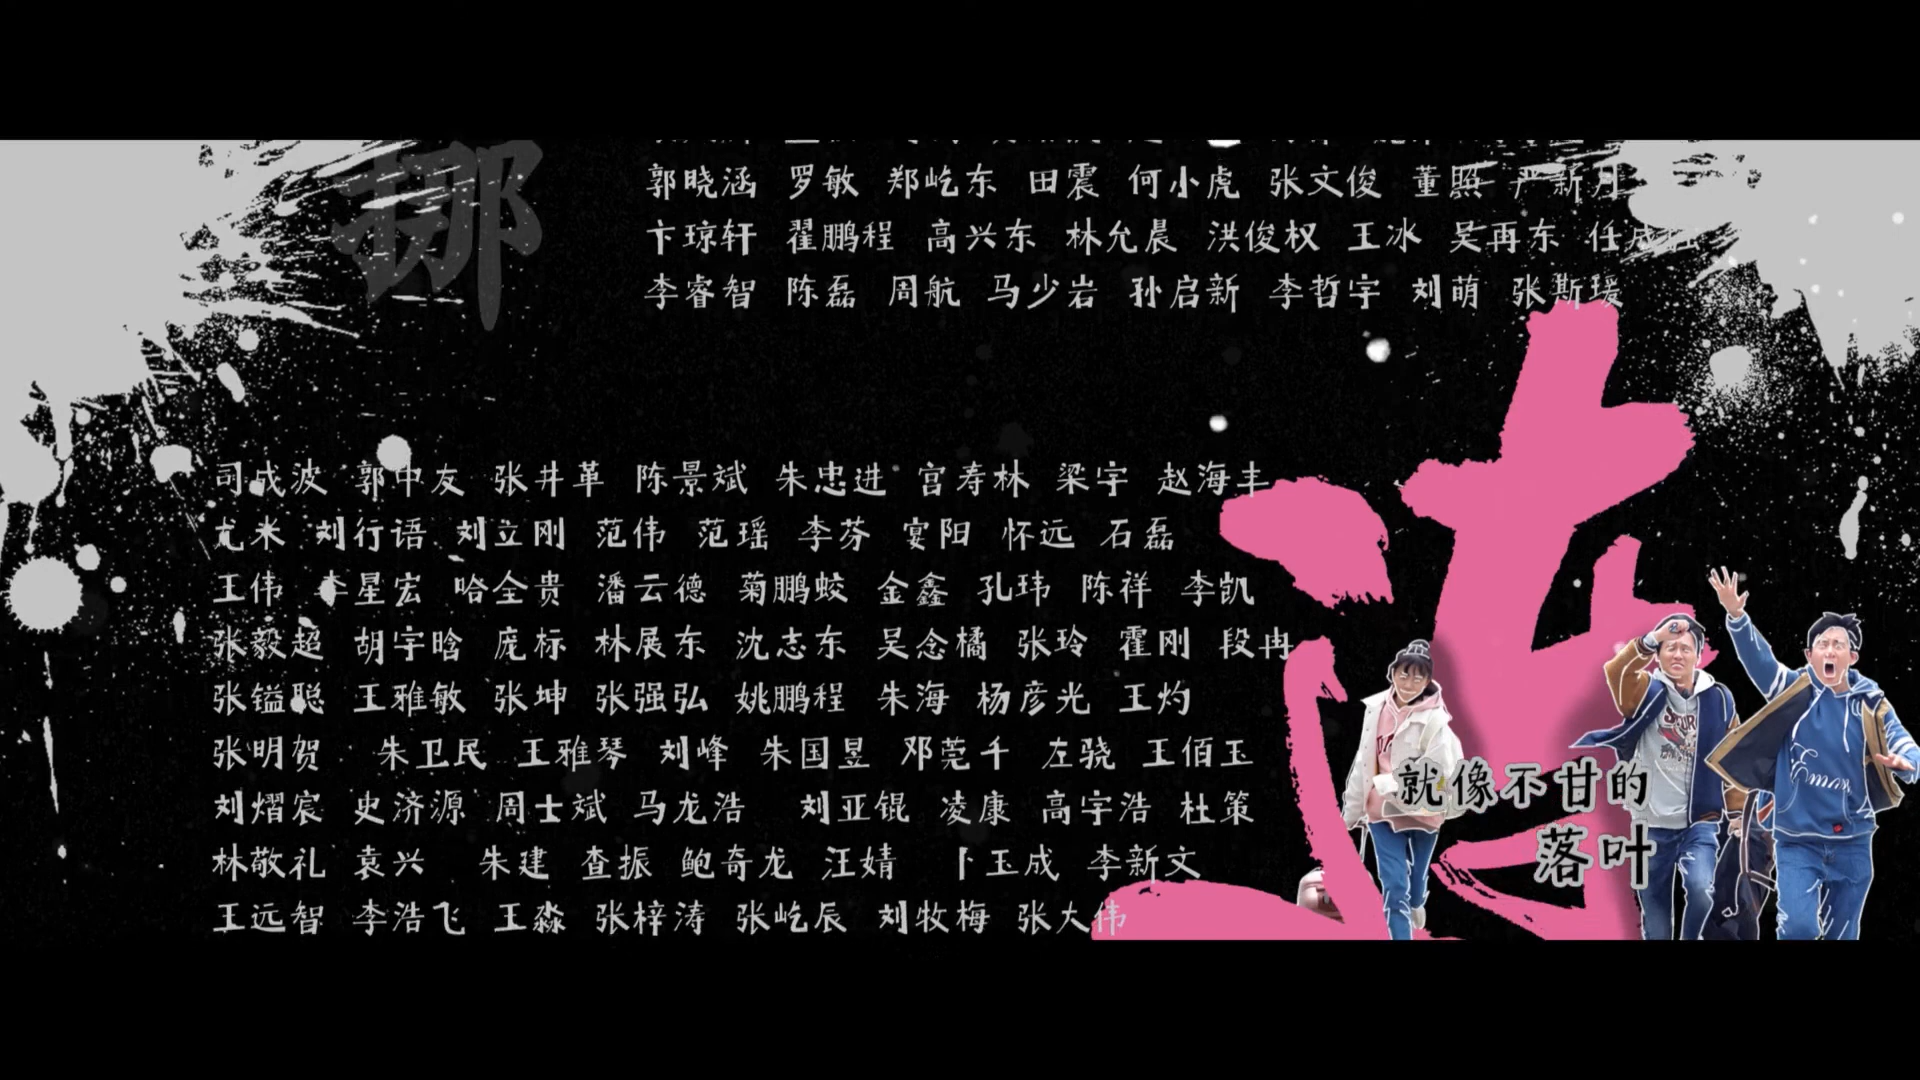 挪
郭晓涵 罗敏 郑屹东 田震 何小虎 张文俊 董照 严新月
卞琼轩 翟鹏程 高兴东 林允晨 洪俊权 王冰 吴再东
李睿智 陈磊 周航 马少岩 孙启新 李哲宇 刘萌 张斯瑗
司成波 郭中友 张井革 陈景斌 朱忠进 宫寿林 梁宇 赵海丰
尤米 刘行语 刘立刚 范伟 范瑶 李芬 宴阳 怀远 石磊
王伟 李星宏 哈全贵 潘云德 菊鹏蛟 金鑫 孔玮 陈祥 李凯
张毅超 胡宇晗 庞标 林展东 沈志东 吴念橘 张玲 霍刚 段冉
张镒聪 王雅敏 张坤 张强弘 姚鹏程 朱海 杨彦光 王灼
张明贺 朱卫民 王雅琴 刘峰 朱国昱 邓莞千 左骁 王佰玉
刘熠宸 史济源 周士斌 马龙浩 刘亚锟 凌康 高宇浩 杜策
林敬礼 袁兴 朱建 查振 鲍奇龙 汪婧 卜玉成 李新文
王远智 李浩飞 王淼 张梓涛 张屹辰 刘牧梅 张大伟
就像不甘的
落叶